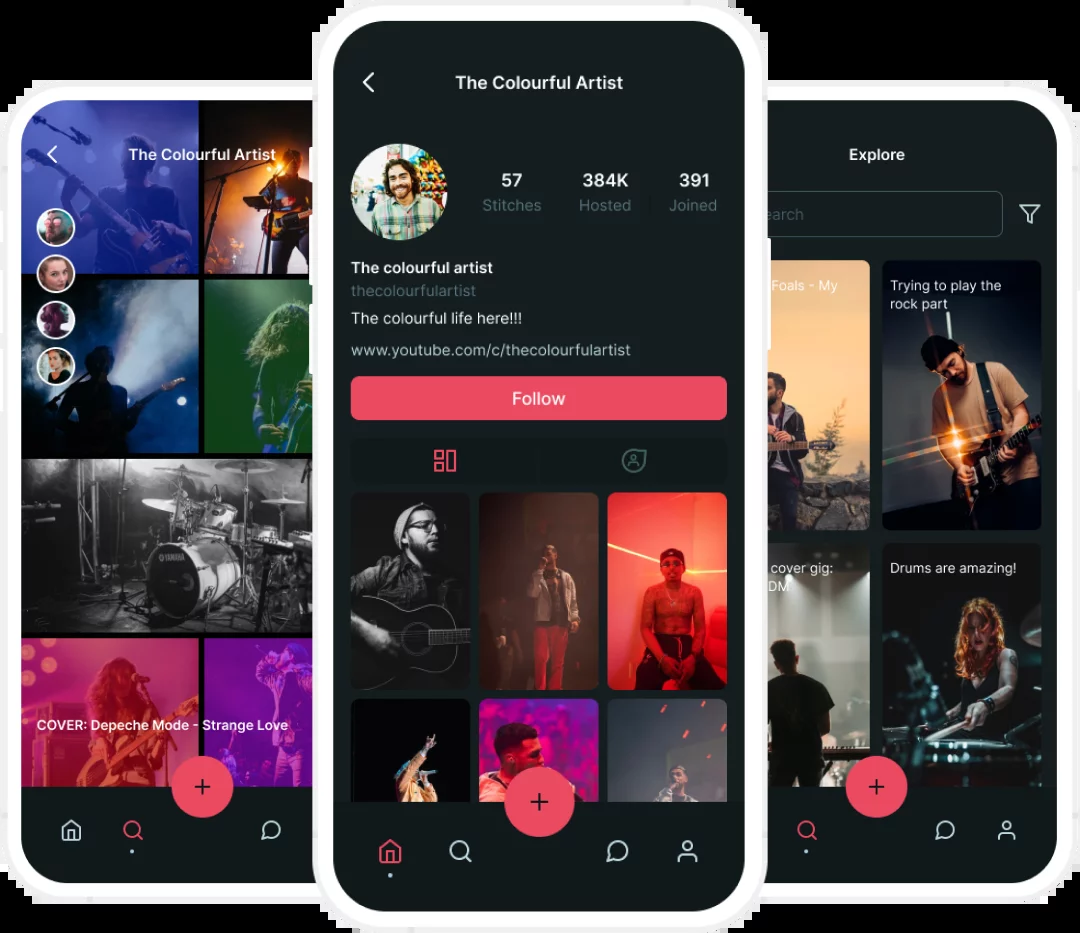 The Colourful Artist
COVER: Depeche Mode - Strange Love
YAMAHA
The Colourful Artist
57
Stitches
384K
Hosted
391
Joined
The colourful artist
thecolourfulartist
The colourful life here!!!
www.youtube.com/c/thecolourfulartist
Follow
Explore
earch
Foals - My
Trying to play the
rock part
cover gig:
DM
Drums are amazing!